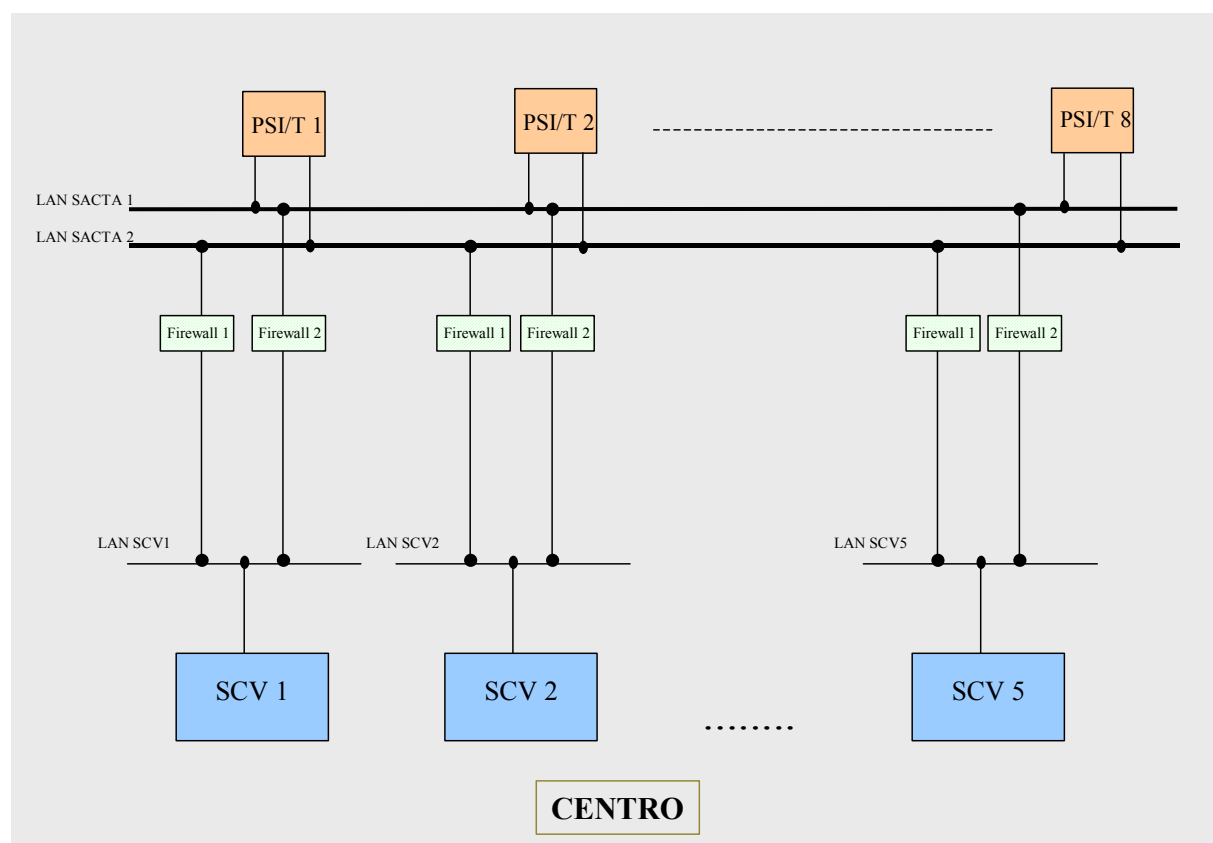 PSI/T 1
PSI/T 2
PSI/T 8
LAN SACTA 1
LAN SACTA 2
Firewall 1
Firewall 2
Firewall 1
Firewall 2
Firewall 1
Firewall 2
LAN SCV1
LAN SCV2
LAN SCV5
SCV 1
SCV 2
SCV 5
CENTRO